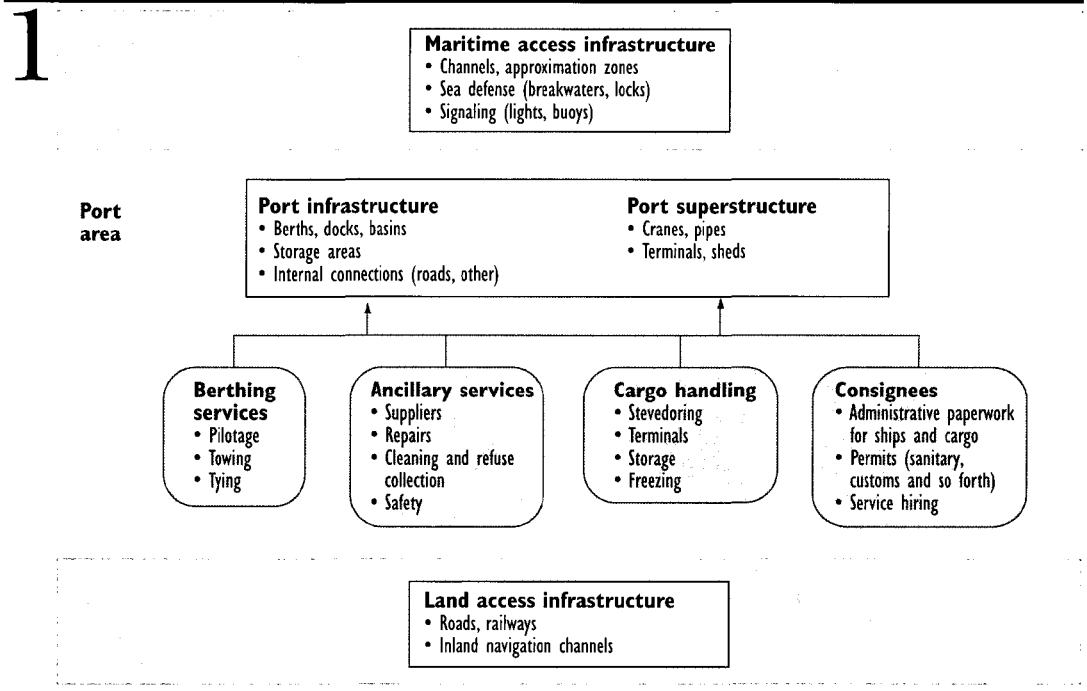 1
Maritime access infrastructure
• Channels, approximation zones
• Sea defense (breakwaters, locks)
• Signaling (lights, buoys)
Port
area
Port infrastructure
• Berths, docks, basins
• Storage areas
• Internal connections (roads, other)
Port superstructure
• Cranes, pipes
• Terminals, sheds
Berthing
services
• Pilotage
• Towing
• Tying
Ancillary services
• Suppliers
• Repairs
• Cleaning and refuse
collection
• Safety
Cargo handling
• Stevedoring
• Terminals
• Storage
• Freezing
Consignees
• Administrative paperwork
for ships and cargo
• Permits (sanitary,
customs and so forth)
• Service hiring
Land access infrastructure
• Roads, railways
• Inland navigation channels